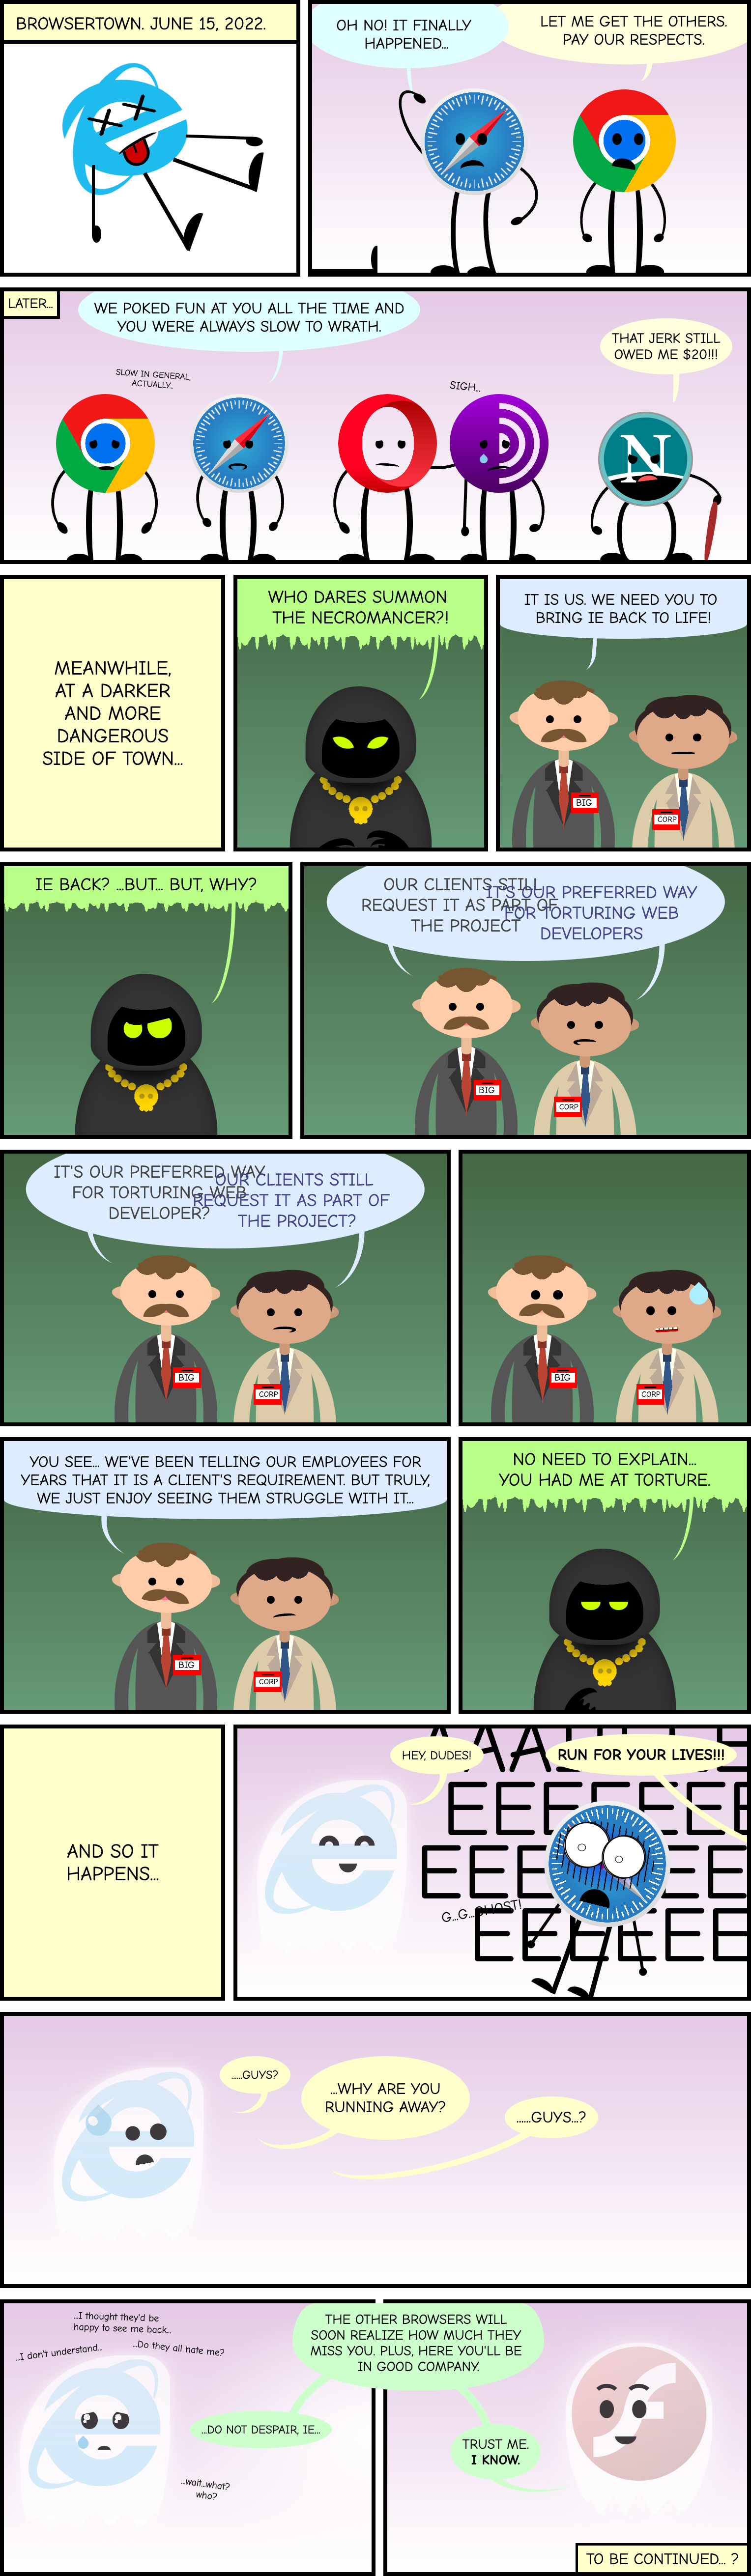 BROWSERTOWN. JUNE 15, 2022.
OH NO! IT FINALLY
HAPPENED...
LET ME GET THE OTHERS.
PAY OUR RESPECTS.
LATER...
WE POKED FUN AT YOU ALL THE TIME AND
YOU WERE ALWAYS SLOW TO WRATH.
SLOW IN GENERAL,
ACTUALLY...
SIGH...
THAT JERK STILL
OWED ME $20!!!
N
MEANWHILE,
AT A DARKER
AND MORE
DANGEROUS
SIDE OF TOWN...
WHO DARES SUMMON
THE NECROMANCER?!
IT IS US. WE NEED YOU TO
BRING IE BACK TO LIFE!
BIG
CORP
IE BACK? ...BUT... BUT, WHY?
OUR CLIENTS STILL
REQUEST IT AS PART OF
THE PROJECT
IT'S OUR PREFERRED WAY
FOR TORTURING WEB
DEVELOPERS
BIG
CORP
IT'S OUR PREFERRED WAY
FOR TORTURING WEB
DEVELOPER?
OUR CLIENTS STILL
REQUEST IT AS PART OF
THE PROJECT?
BIG
CORP
BIG
CORP
YOU SEE... WE'VE BEEN TELLING OUR EMPLOYEES FOR
YEARS THAT IT IS A CLIENT'S REQUIREMENT. BUT TRULY,
WE JUST ENJOY SEEING THEM STRUGGLE WITH IT...
BIG
CORP
NO NEED TO EXPLAIN...
YOU HAD ME AT TORTURE.
AND SO IT
HAPPENS...
HEY, DUDES!
RUN FOR YOUR LIVES!!!
G...G...GHOST!
......GUYS?
...WHY ARE YOU
RUNNING AWAY?
......GUYS...?
...I thought they'd be
happy to see me back...
...I don't understand...
...Do they all hate me?
THE OTHER BROWSERS WILL
SOON REALIZE HOW MUCH THEY
MISS YOU. PLUS, HERE YOU'LL BE
IN GOOD COMPANY.
...DO NOT DESPAIR, IE...
TRUST ME.
I KNOW.
...wait...what?
who?
TO BE CONTINUED... ?